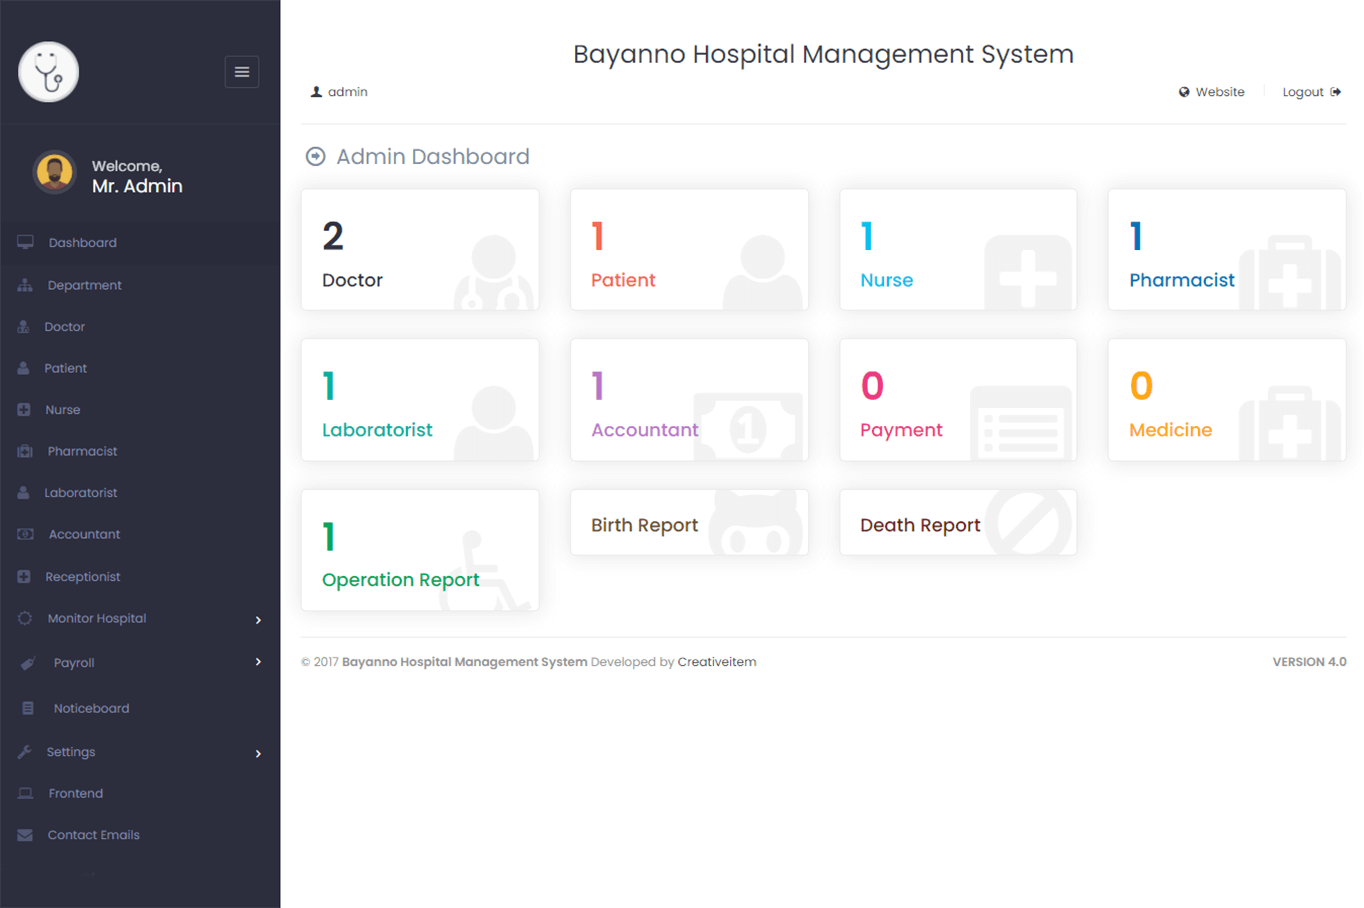 Bayanno Hospital Management System
admin
Website
Logout
Welcome,
Mr. Admin
Dashboard
Department
Doctor
Patient
Nurse
Pharmacist
Laboratorist
Accountant
Receptionist
Monitor Hospital
Payroll
Noticeboard
Settings
Frontend
Contact Emails
Admin Dashboard
2
Doctor
1
Patient
1
Nurse
1
Pharmacist
1
Laboratorist
1
Accountant
0
Payment
0
Medicine
1
Operation Report
Birth Report
Death Report
© 2017 Bayanno Hospital Management System Developed by Creativeitem
VERSION 4.0